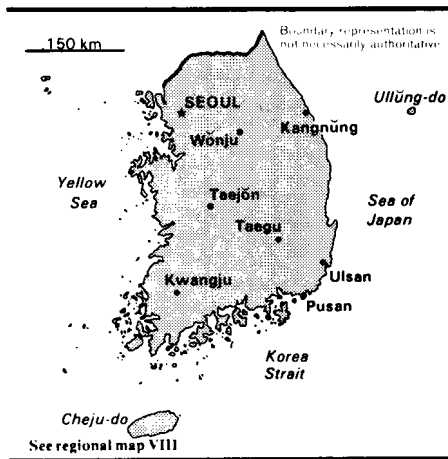 150 km
Boundary representation is
not necessarily authoritative
SEOUL
Ullŭng-do
Wŏnju
Kangnŭng
Yellow
Sea
Taejŏn
Sea of
Japan
Taegu
Kwangju
Ulsan
Pusan
Korea
Strait
Cheju-do
See regional map VIII